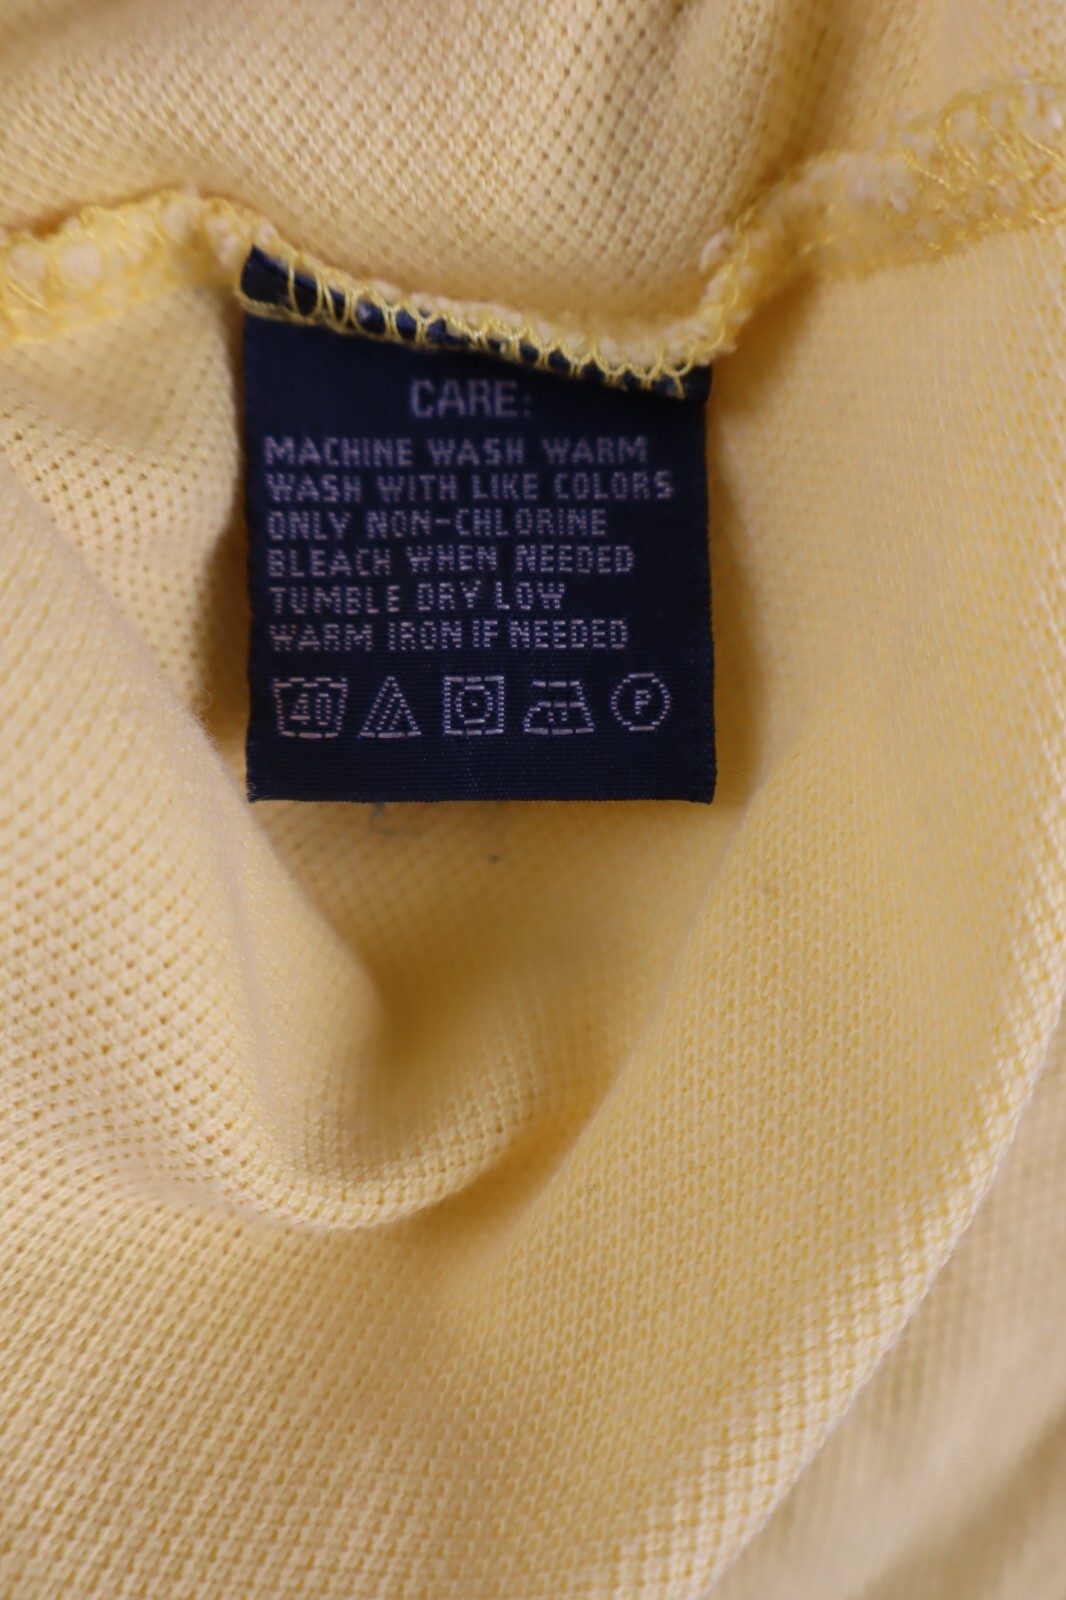 CARE:
MACHINE WASH WARM
WASH WITH LIKE COLORS
ONLY NON-CHLORINE
BLEACH WHEN NEEDED
TUMBLE DRY LOW
WARM IRON IF NEEDED
40 P